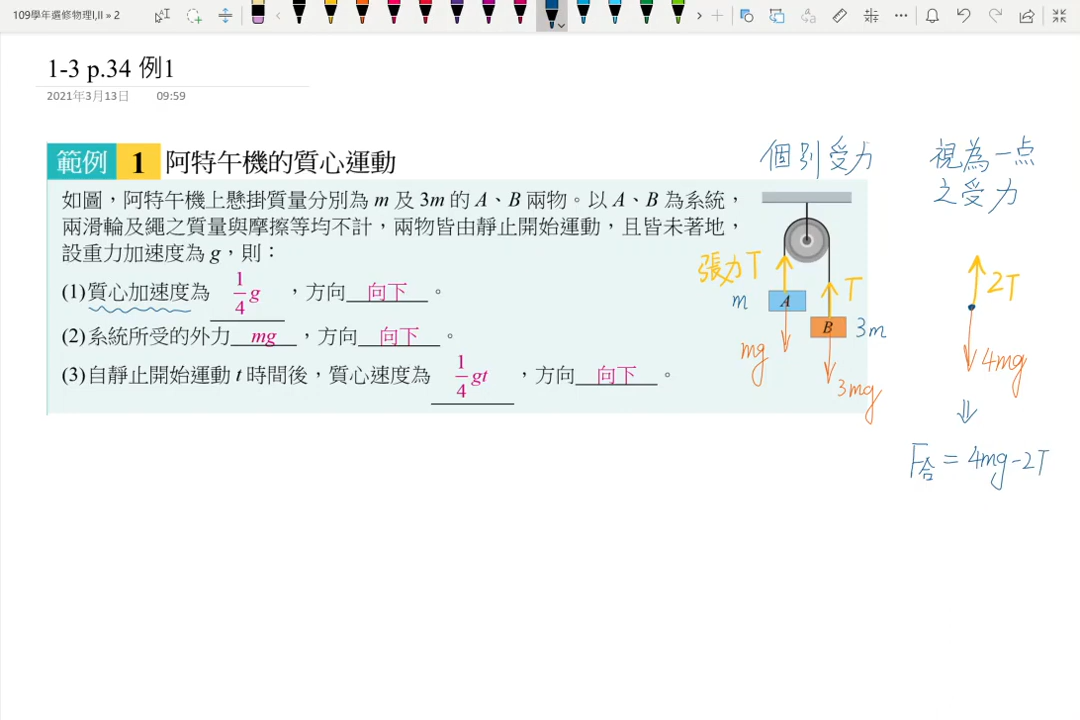 109學年選修物理I,II » 2
1-3 p.34 例1
2021年3月13日 09:59
範例 1 阿特午機的質心運動
如圖，阿特午機上懸掛質量分別為 m 及 3m 的 A、B 兩物。以 A、B 為系統，
兩滑輪及繩之質量與摩擦等均不計，兩物皆由靜止開始運動，且皆未著地，
設重力加速度為 g，則：
(1)質心加速度為 1/4 g ，方向 向下 。
(2)系統所受的外力 mg ，方向 向下 。
(3)自靜止開始運動 t 時間後，質心速度為 1/4 gt ，方向 向下 。
個別受力
張力T
T
m
A
B
3m
mg
3mg
視為一点
之受力
2T
4mg
⇓
F合 = 4mg-2T